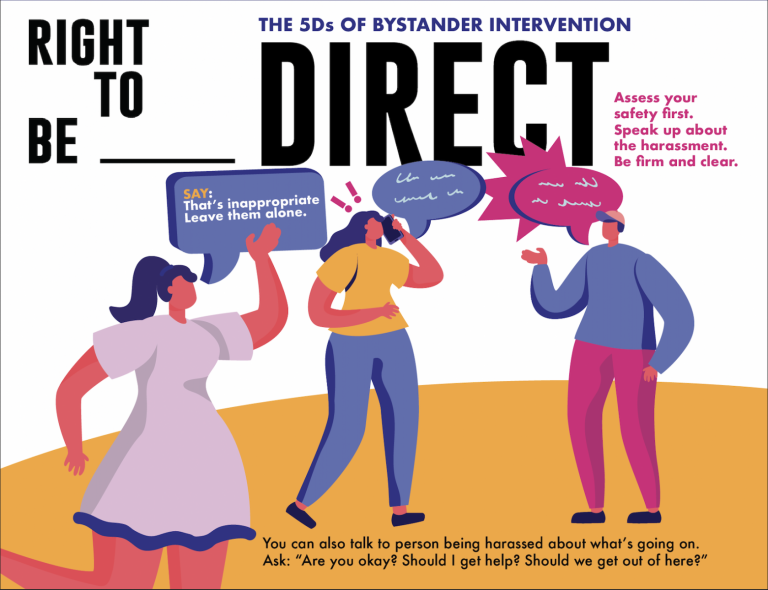 RIGHT
TO
BE
THE 5Ds OF BYSTANDER INTERVENTION
DIRECT
Assess your
safety first.
Speak up about
the harassment.
Be firm and clear.
SAY:
That's inappropriate
Leave them alone.
You can also talk to person being harassed about what's going on.
Ask: “Are you okay? Should I get help? Should we get out of here?”